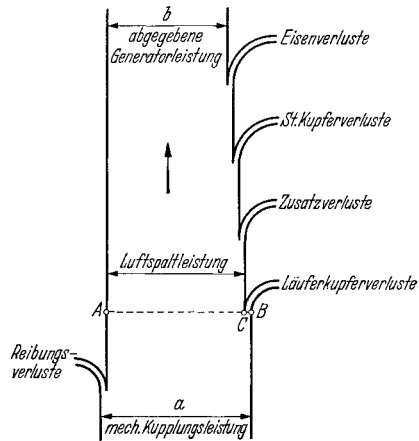 b
abgegebene
Generatorleistung
Eisenverluste
St.Kupferverluste
Zusatzverluste
Luftspaltleistung
Läuferkupferverluste
A
C
B
Reibungs-
verluste
a
mech. Kupplungsleistung